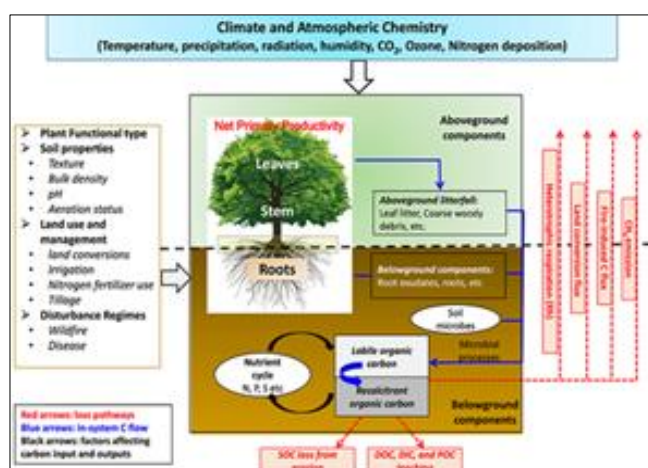 Climate and Atmospheric Chemistry
(Temperature, precipitation, radiation, humidity, CO₂, Ozone, Nitrogen deposition)
➢ Plant Functional type
➢ Soil properties
• Texture
• Bulk density
• pH
• Aeration status
➢ Land use and
management
• land conversions
• Irrigation
• Nitrogen fertilizer use
• Tillage
➢ Disturbance Regimes
• Wildfire
• Disease
Red arrows: loss pathways
Blue arrows: in-system C flow
Black arrows: factors affecting
carbon input and outputs
Net Primary Productivity
Leaves
Stem
Roots
Aboveground
components
Aboveground litterfall:
Leaf litter, Coarse woody
debris, etc.
Belowground components:
Root exudates, roots, etc
Soil
microbes
Microbial
processes
Nutrient
cycle
N, P, S etc
Labile organic
carbon
Recalcitrant
organic carbon
Belowground
components
Heterotrophic respiration (Rh)
Land conversion flux
Fire-induced C flux
CH₄ emission
SOC loss from
DOC, DIC, and POC